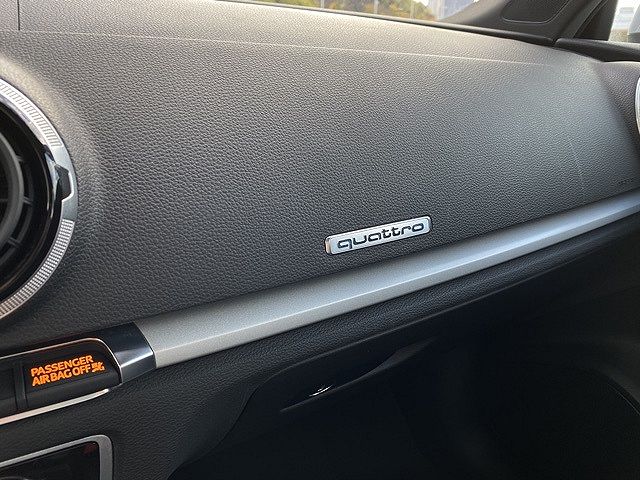 quattro
PASSENGER
AIR BAG OFF